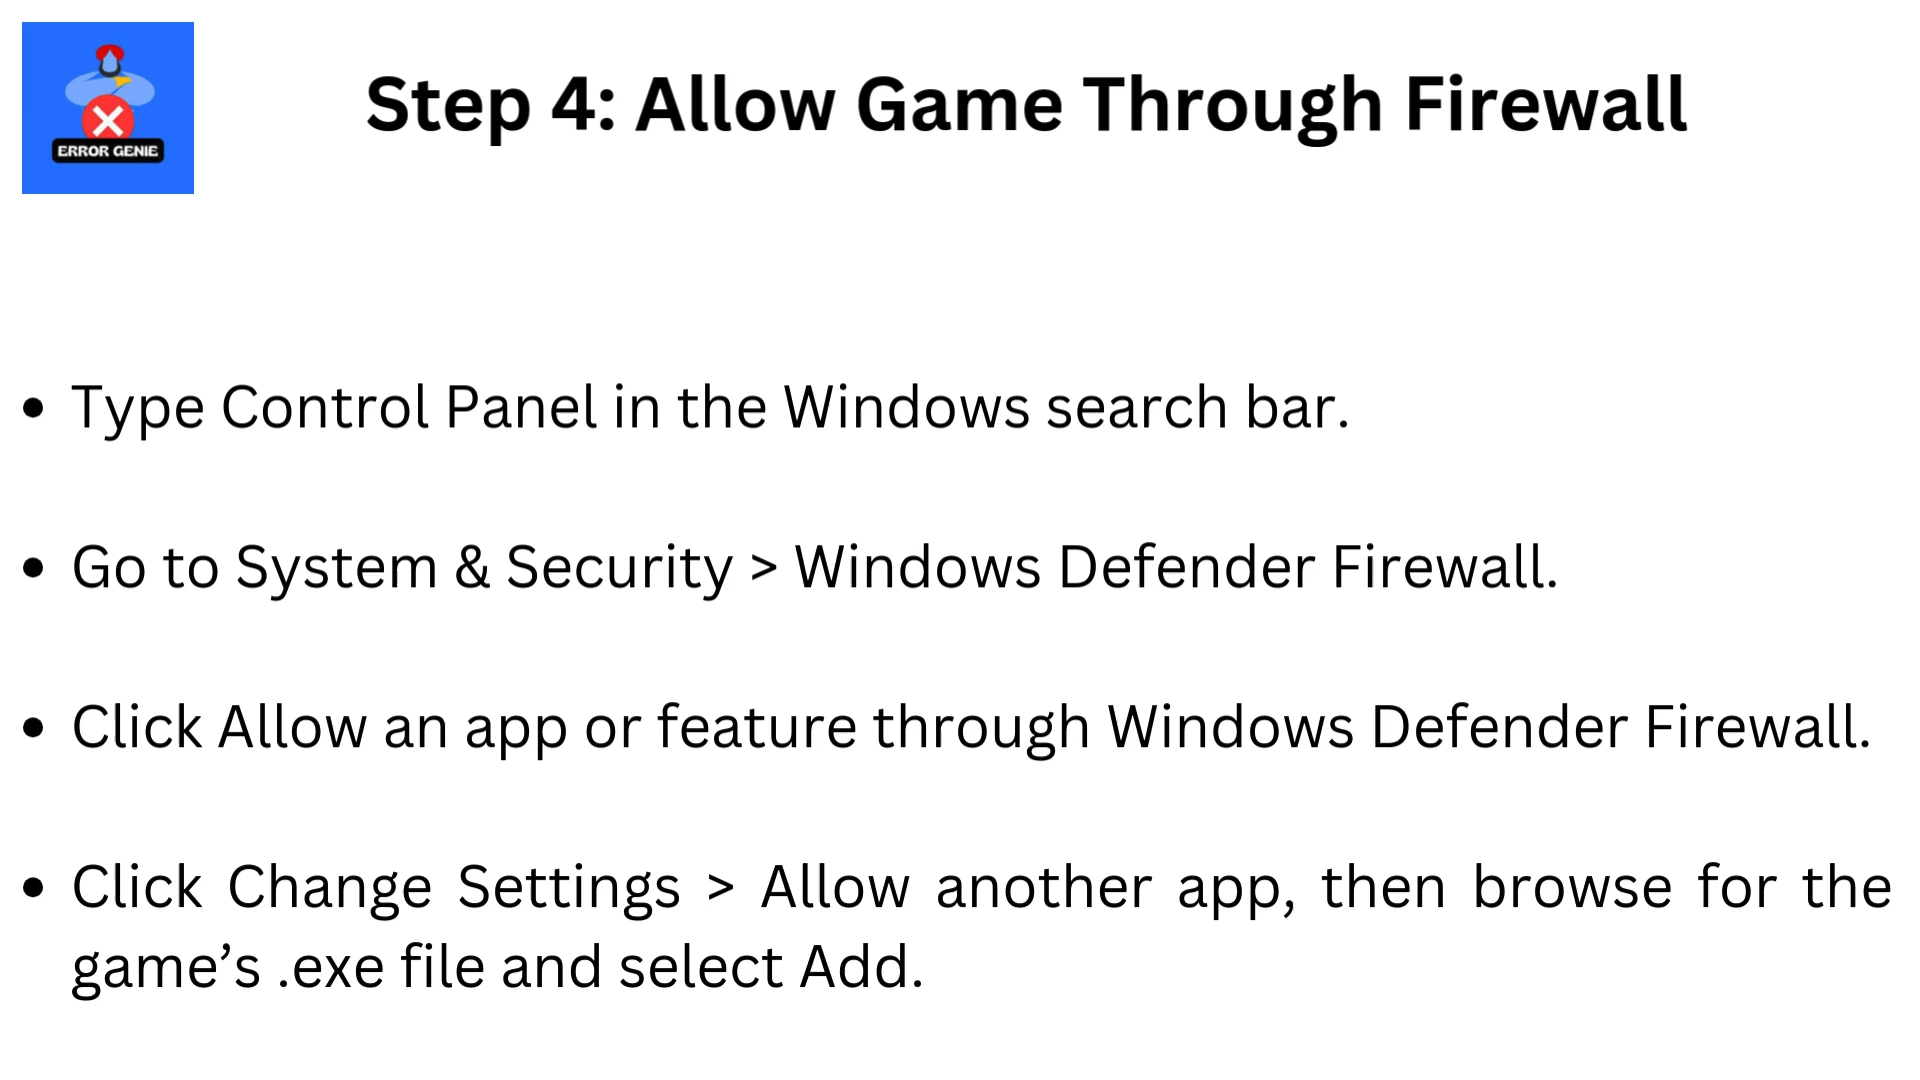 ERROR GENIE
Step 4: Allow Game Through Firewall
• Type Control Panel in the Windows search bar.
• Go to System & Security > Windows Defender Firewall.
• Click Allow an app or feature through Windows Defender Firewall.
• Click Change Settings > Allow another app, then browse for the
game’s .exe file and select Add.